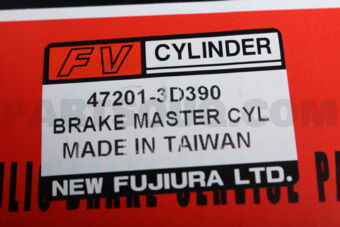 FV CYLINDER
47201-3D390
BRAKE MASTER CYL
MADE IN TAIWAN
NEW FUJIURA LTD.